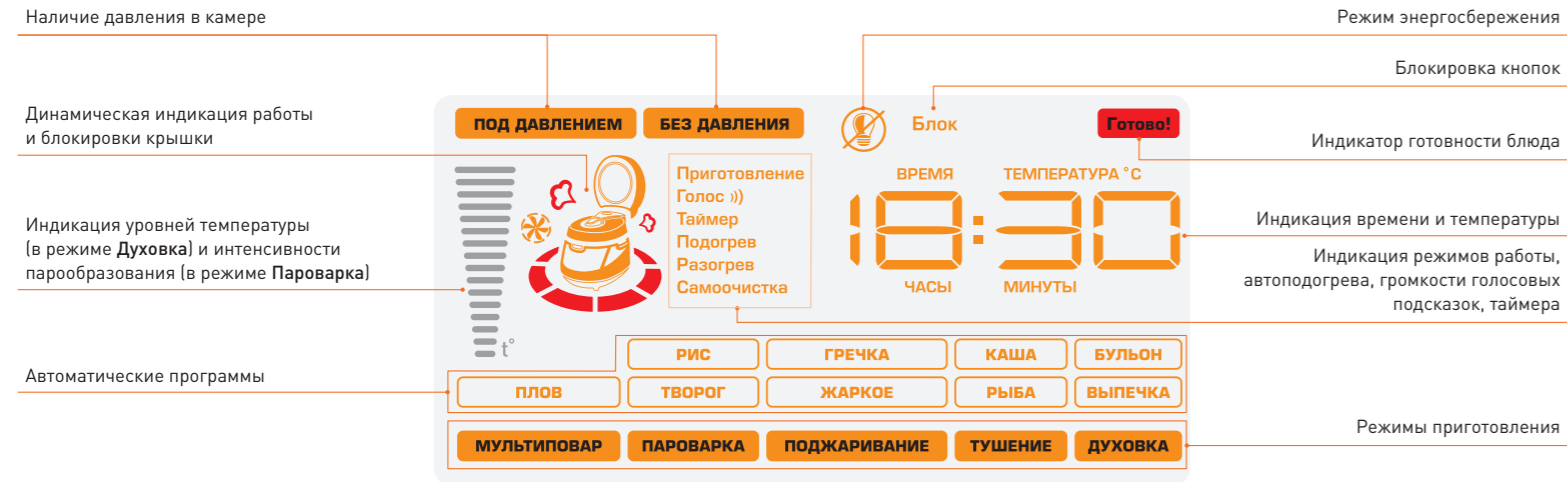 Наличие давления в камере
Режим энергосбережения
Блокировка кнопок
Динамическая индикация работы
и блокировки крышки
ПОД ДАВЛЕНИЕМ
БЕЗ ДАВЛЕНИЯ
Блок
Готово!
Индикатор готовности блюда
Приготовление
Голос
Таймер
Подогрев
Разогрев
Самоочистка
ВРЕМЯ
ТЕМПЕРАТУРА °C
18:30
ЧАСЫ
МИНУТЫ
Индикация уровней температуры
(в режиме Духовка) и интенсивности
парообразования (в режиме Пароварка)
Индикация времени и температуры
Индикация режимов работы,
автоподогрева, громкости голосовых
подсказок, таймера
t°
Автоматические программы
РИС
ГРЕЧКА
КАША
БУЛЬОН
ПЛОВ
ТВОРОГ
ЖАРКОЕ
РЫБА
ВЫПЕЧКА
Режимы приготовления
МУЛЬТИПОВАР
ПАРОВАРКА
ПОДЖАРИВАНИЕ
ТУШЕНИЕ
ДУХОВКА